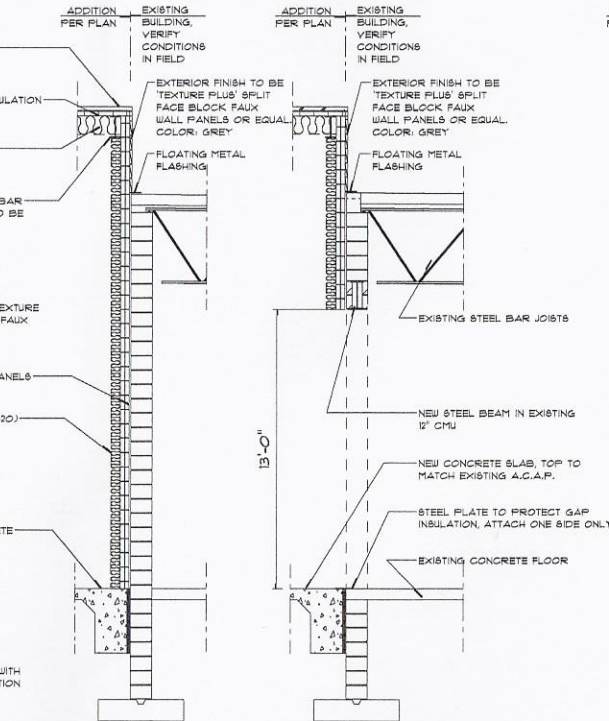 ADDITION
PER PLAN
EXISTING
BUILDING,
VERIFY
CONDITIONS
IN FIELD
ULATION
EXTERIOR FINISH TO BE
'TEXTURE PLUS' SPLIT
FACE BLOCK FAUX
WALL PANELS OR EQUAL.
COLOR: GREY
FLOATING METAL
FLASHING
BAR
O BE
EXTURE
FAUX
ANELS
20.)
ETE
WITH
TION
ADDITION
PER PLAN
EXISTING
BUILDING,
VERIFY
CONDITIONS
IN FIELD
EXTERIOR FINISH TO BE
'TEXTURE PLUS' SPLIT
FACE BLOCK FAUX
WALL PANELS OR EQUAL.
COLOR: GREY
FLOATING METAL
FLASHING
EXISTING STEEL BAR JOISTS
13'-0"
NEW STEEL BEAM IN EXISTING
12" CMU
NEW CONCRETE SLAB, TOP TO
MATCH EXISTING A.C.A.P.
STEEL PLATE TO PROTECT GAP
INSULATION, ATTACH ONE SIDE ONLY
EXISTING CONCRETE FLOOR